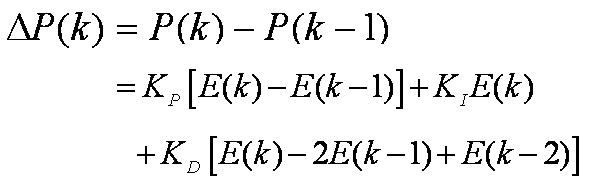 ΔP(k) = P(k) − P(k − 1)
= K_P [E(k) − E(k − 1)] + K_I E(k)
+ K_D [E(k) − 2E(k − 1) + E(k − 2)]